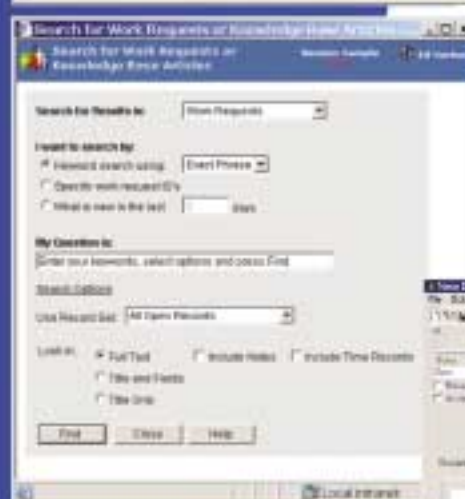 Search for Work Requests or Knowledge Base Articles
Search for Work Requests or
Knowledge Base Articles
Search for Results in: Work Requests
I want to search by:
Keyword search using: Exact Phrase
Specific work request ID's
What is new in the last days
My Question is:
Enter your keywords, select options and press Find
Search Options
Use Record Set: All Open Records
Look in: Full Text Include Notes Include Time Records
Title and Fields
Title Only
Find Close Help
Local intranet